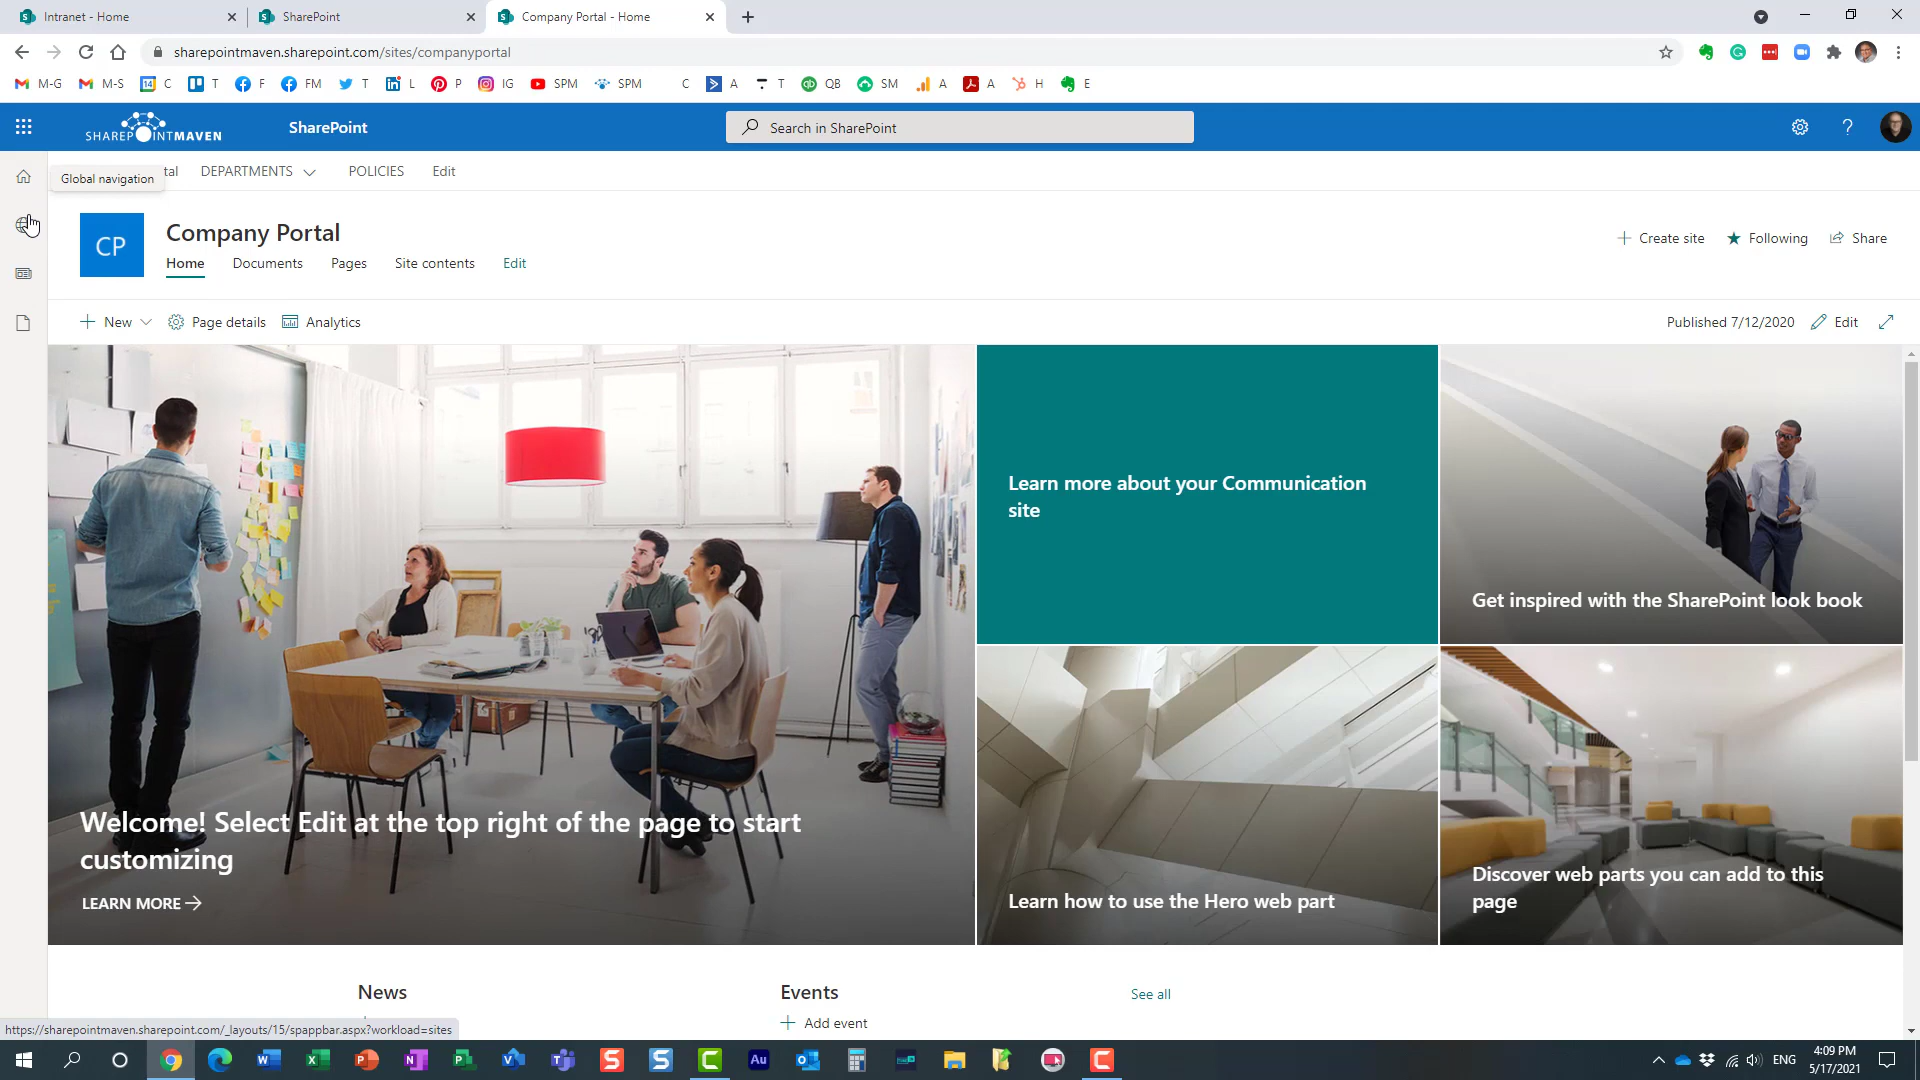 Intranet - Home
SharePoint
Company Portal - Home
sharepointmaven.sharepoint.com/sites/companyportal
M-G M-S C T F FM T L P IG SPM SPM C A T QB SM A A H E
SHAREPOINTMAVEN
SharePoint
Search in SharePoint
Global navigation
tal DEPARTMENTS POLICIES Edit
CP
Company Portal
Home Documents Pages Site contents Edit
Create site Following Share
New Page details Analytics
Published 7/12/2020 Edit
Welcome! Select Edit at the top right of the page to start
customizing
LEARN MORE
Learn more about your Communication
site
Get inspired with the SharePoint look book
Learn how to use the Hero web part
Discover web parts you can add to this
page
News
Events
See all
Add event
https://sharepointmaven.sharepoint.com/_layouts/15/spappbar.aspx?workload=sites
ENG
4:09 PM
5/17/2021